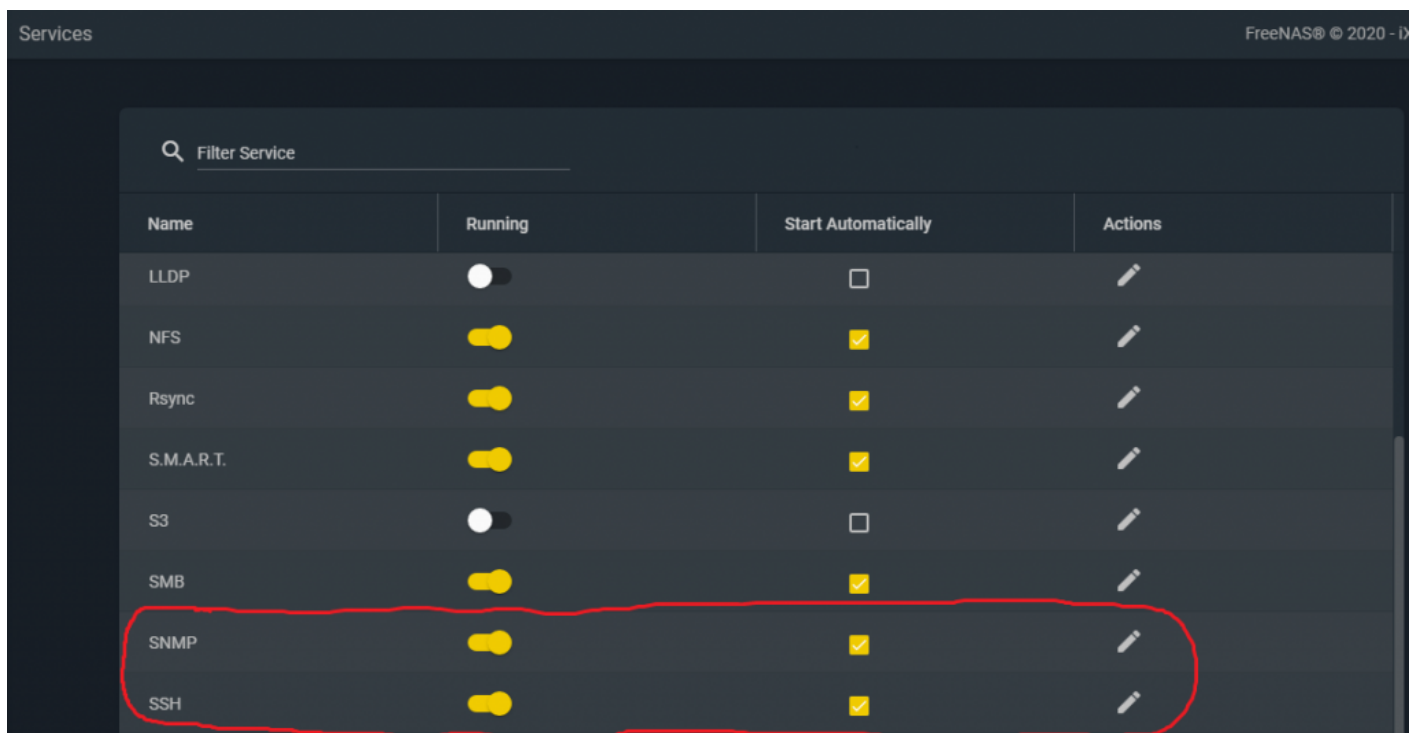 Services FreeNAS® © 2020 - iX
Filter Service
Name Running Start Automatically Actions
LLDP
NFS
Rsync
S.M.A.R.T.
S3
SMB
SNMP
SSH